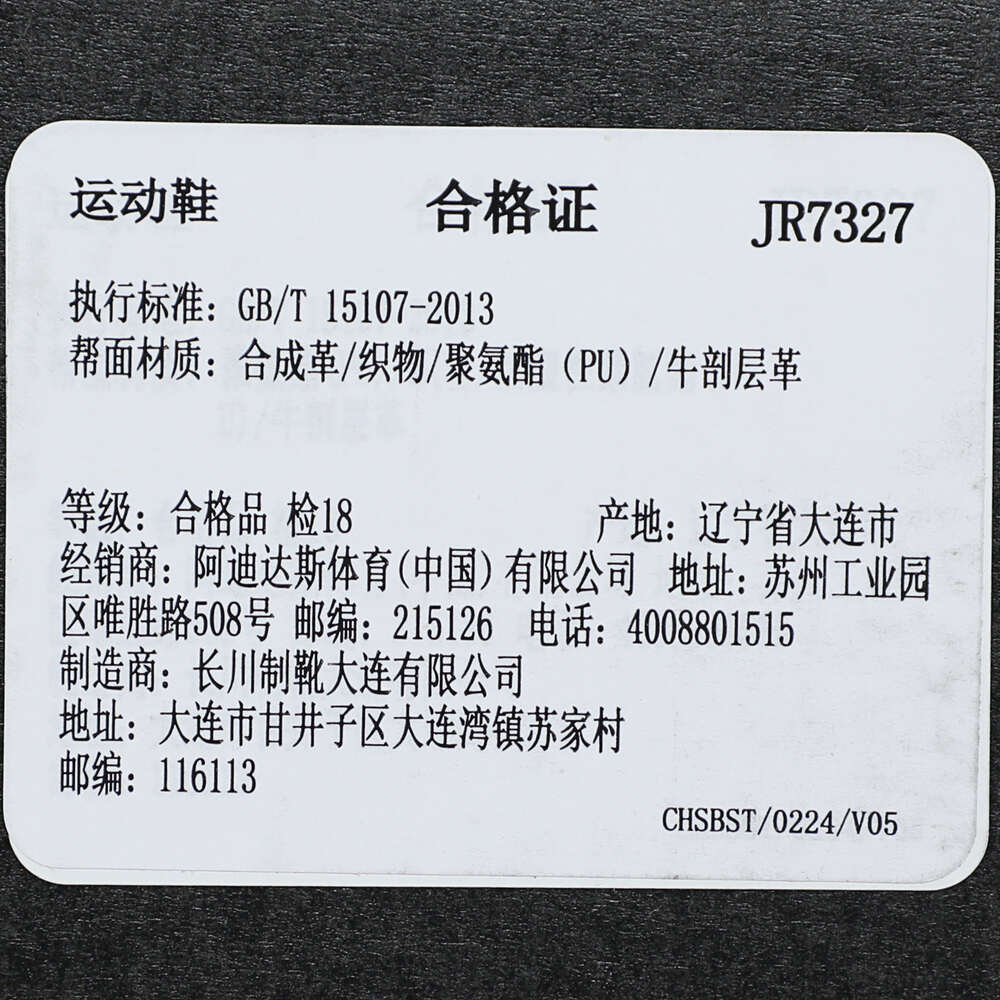 运动鞋 合格证 JR7327
执行标准：GB/T 15107-2013
帮面材质：合成革/织物/聚氨酯（PU）/牛剖层革
等级：合格品 检18 产地：辽宁省大连市
经销商：阿迪达斯体育(中国)有限公司 地址：苏州工业园
区唯胜路508号 邮编：215126 电话：4008801515
制造商：长川制靴大连有限公司
地址：大连市甘井子区大连湾镇苏家村
邮编：116113
CHSBST/0224/V05